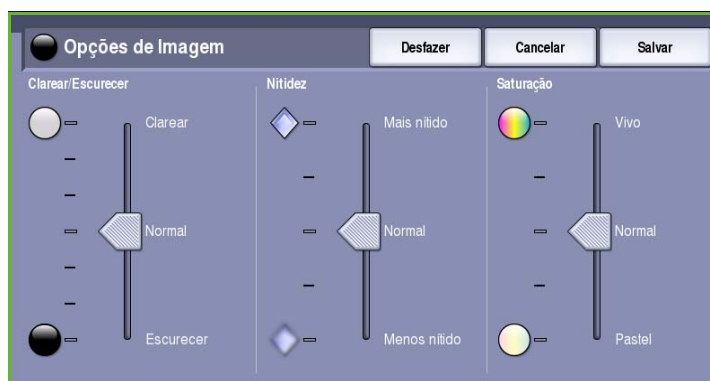 Opções de Imagem
Desfazer
Cancelar
Salvar
Clarear/Escurecer
Clarear
Normal
Escurecer
Nitidez
Mais nítido
Normal
Menos nítido
Saturação
Vivo
Normal
Pastel